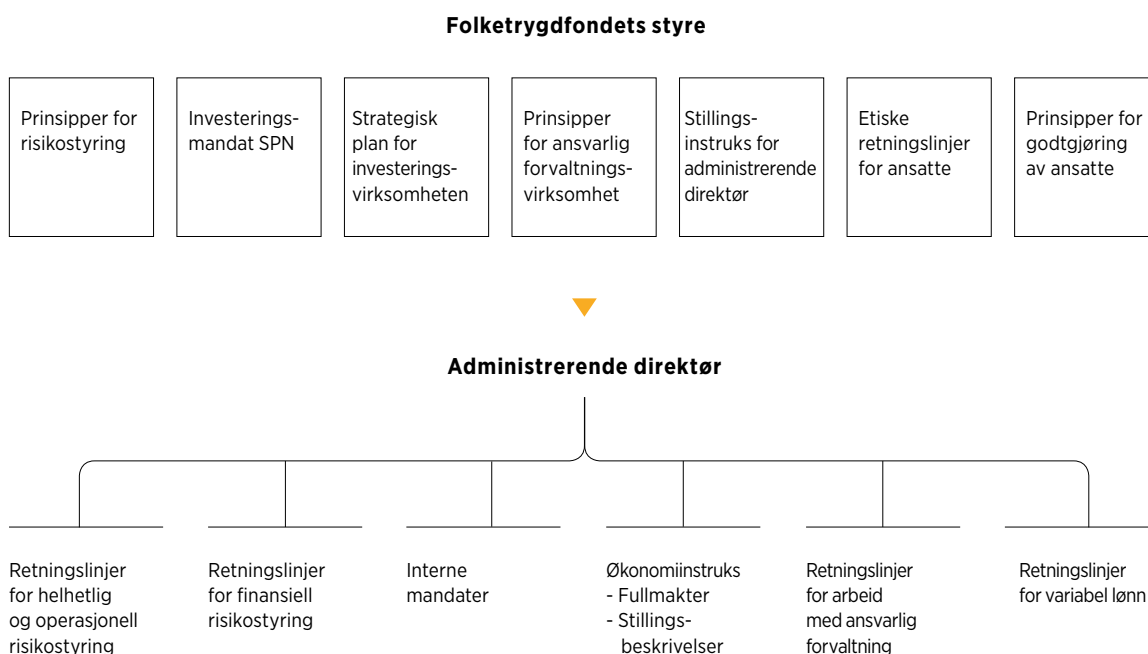 Folketrygdfondets styre
Prinsipper for
risikostyring
Investerings-
mandat SPN
Strategisk
plan for
investerings-
virksomheten
Prinsipper
for ansvarlig
forvaltnings-
virksomhet
Stillings-
instruks for
administrerende
direktør
Etiske
retningslinjer
for ansatte
Prinsipper for
godtgjøring
av ansatte
Administrerende direktør
Retningslinjer
for helhetlig
og operasjonell
risikostyring
Retningslinjer
for finansiell
risikostyring
Interne
mandater
Økonomiinstruks
- Fullmakter
- Stillings-
beskrivelser
Retningslinjer
for arbeid
med ansvarlig
forvaltning
Retningslinjer
for variabel lønn